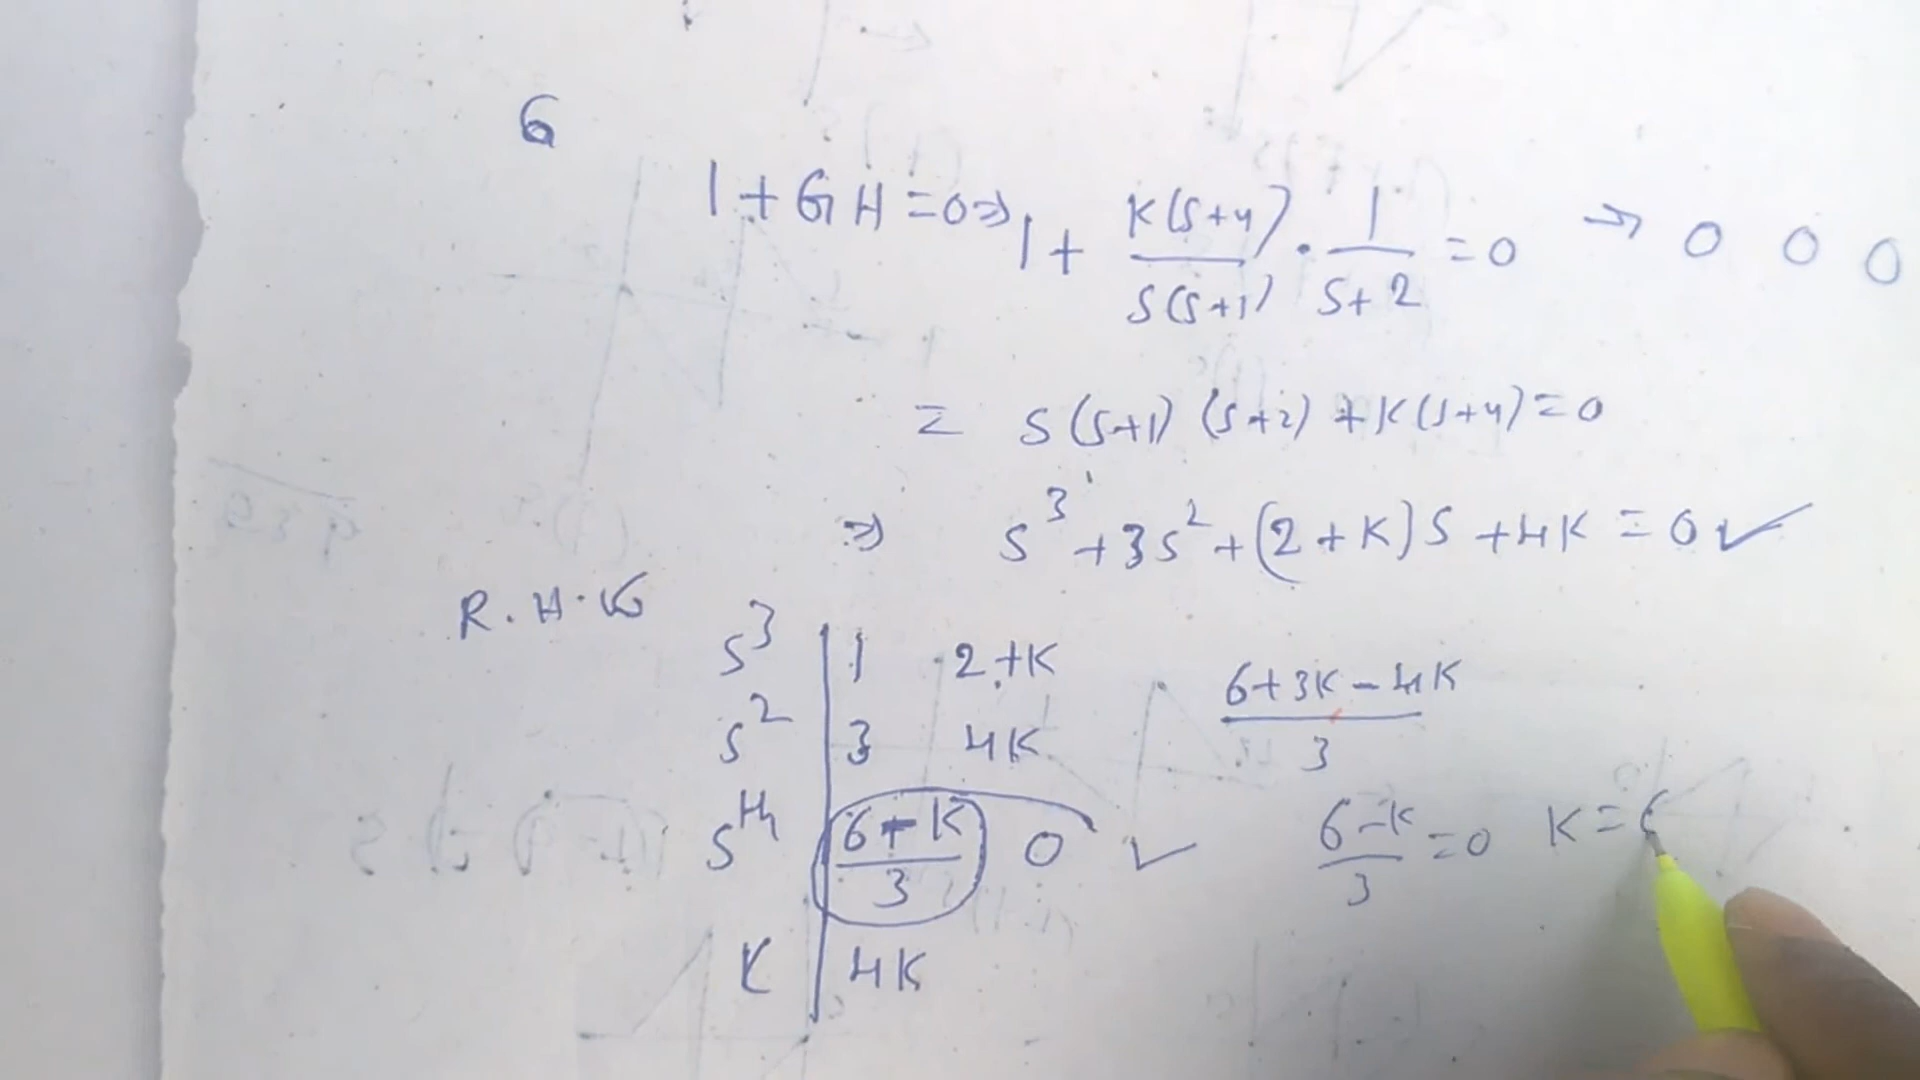 G
1 + GH = 0 ⇒ 1 + K(S+4)/S(S+1) · 1/S+2 = 0 → 0 0 0
= S(S+1) (S+2) + K(S+4) = 0
⇒ S³ + 3S² + (2+K)S + 4K = 0 ✓
R.H.
S³ | 1 2+K
S² | 3 4K
6+3K-4K/3
6-K/3 0 ✓
6-K/3 = 0 K = 6
4K